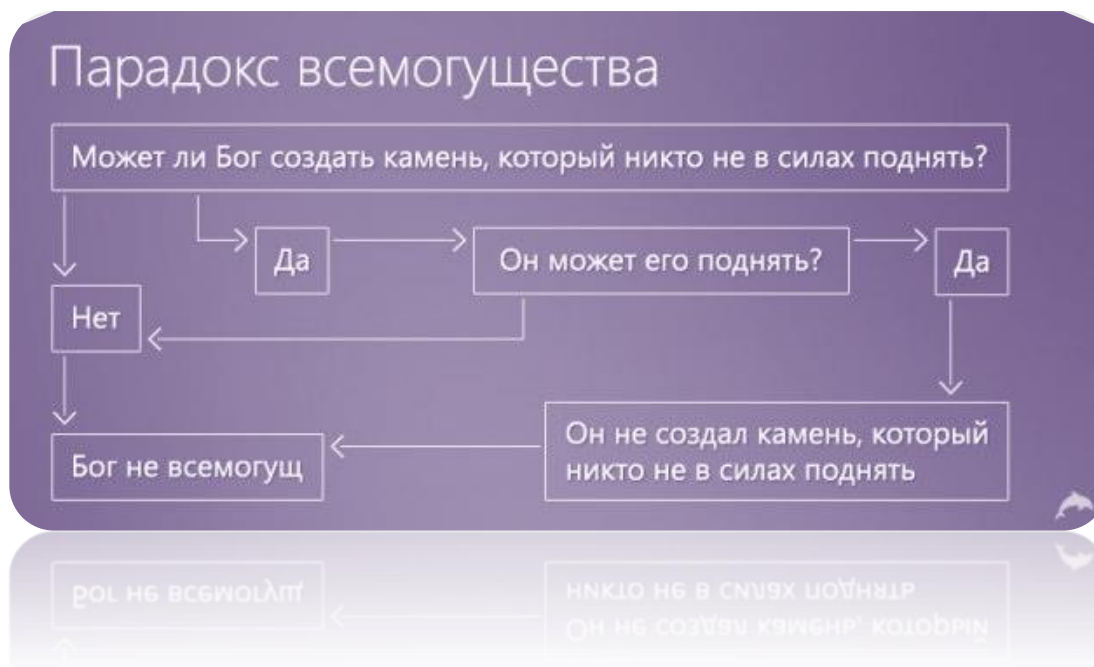 Парадокс всемогущества
Может ли Бог создать камень, который никто не в силах поднять?
Да
Он может его поднять?
Да
Нет
Он не создал камень, который
никто не в силах поднять
Бог не всемогущ